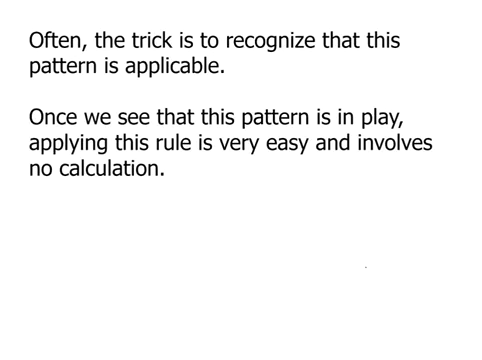 Often, the trick is to recognize that this
pattern is applicable.
Once we see that this pattern is in play,
applying this rule is very easy and involves
no calculation.